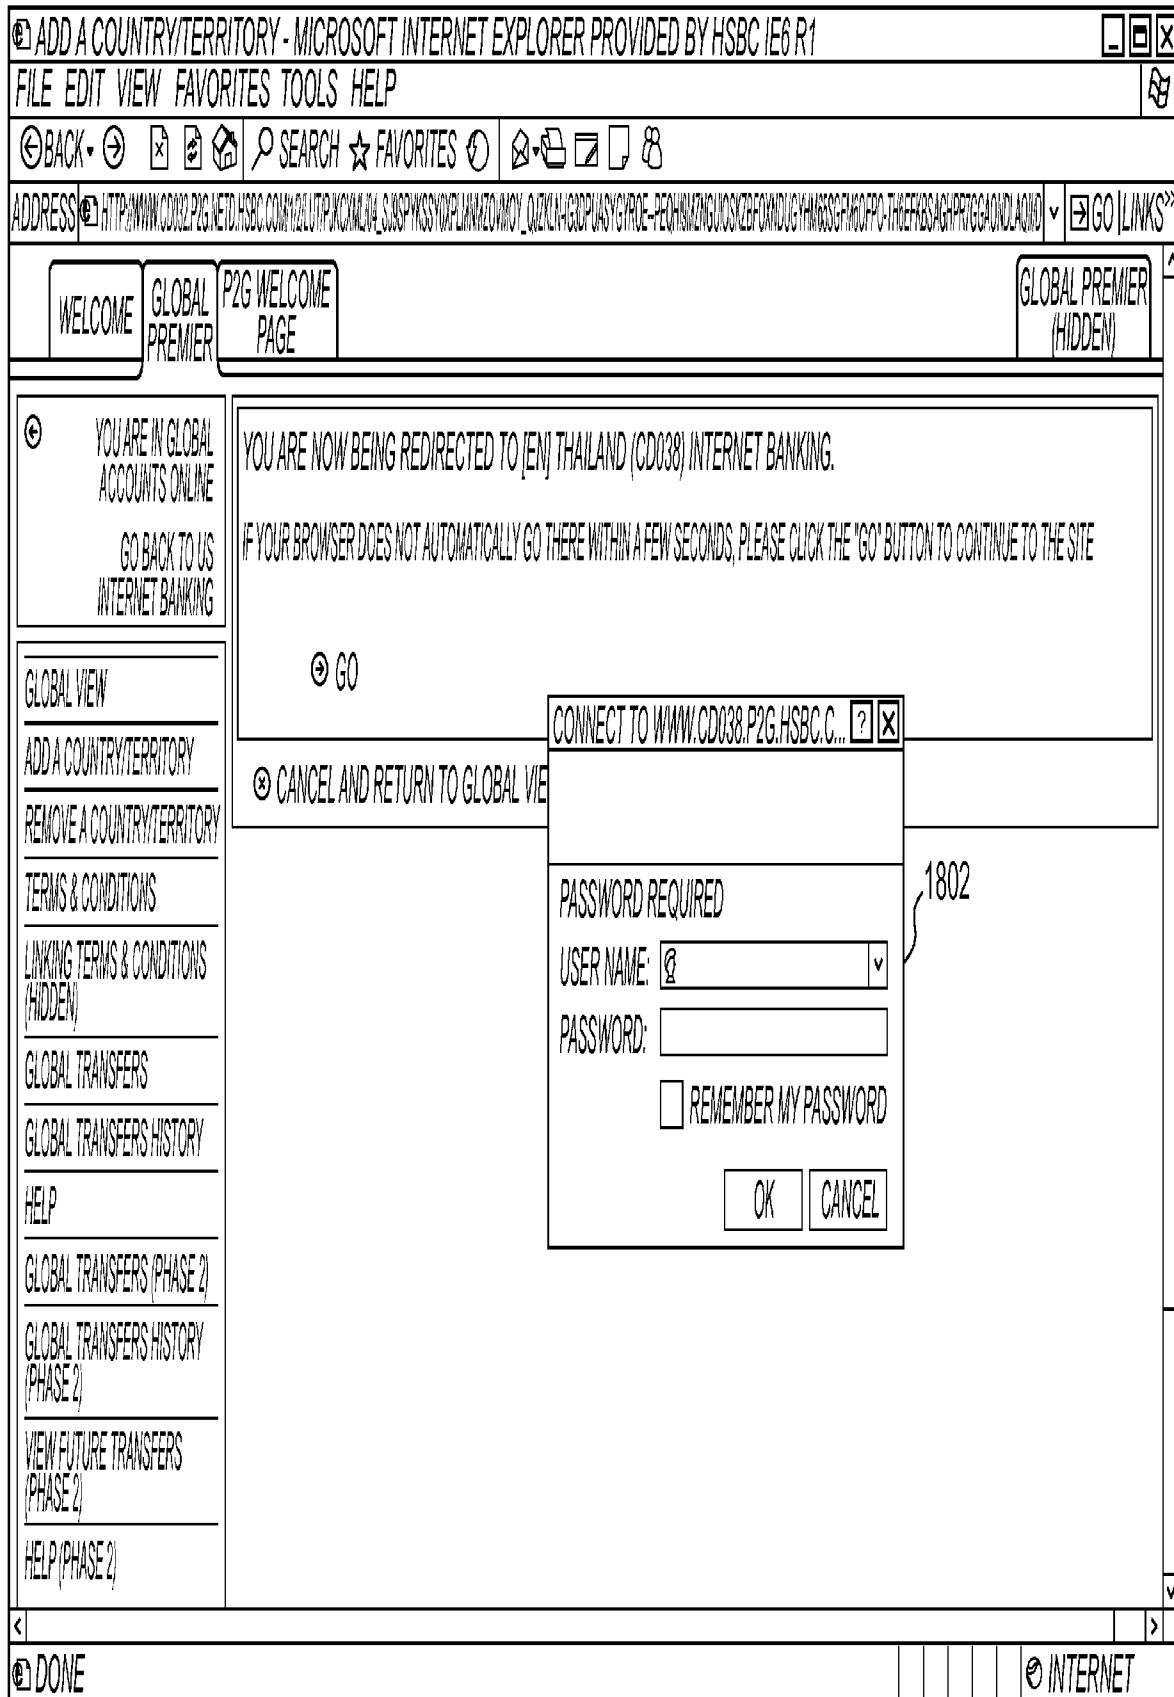 ADD A COUNTRY/TERRITORY - MICROSOFT INTERNET EXPLORER PROVIDED BY HSBC IE6 R1
FILE EDIT VIEW FAVORITES TOOLS HELP
BACK SEARCH FAVORITES
ADDRESS GO LINKS
WELCOME
GLOBAL
PREMIER
P2G WELCOME
PAGE
GLOBAL PREMIER
(HIDDEN)
YOU ARE IN GLOBAL
ACCOUNTS ONLINE
GO BACK TO US
INTERNET BANKING
YOU ARE NOW BEING REDIRECTED TO [EN] THAILAND (CD038) INTERNET BANKING.
IF YOUR BROWSER DOES NOT AUTOMATICALLY GO THERE WITHIN A FEW SECONDS, PLEASE CLICK THE "GO" BUTTON TO CONTINUE TO THE SITE
GO
CANCEL AND RETURN TO GLOBAL VIE
GLOBAL VIEW
ADD A COUNTRY/TERRITORY
REMOVE A COUNTRY/TERRITORY
TERMS & CONDITIONS
LINKING TERMS & CONDITIONS
(HIDDEN)
GLOBAL TRANSFERS
GLOBAL TRANSFERS HISTORY
HELP
GLOBAL TRANSFERS (PHASE 2)
GLOBAL TRANSFERS HISTORY
(PHASE 2)
VIEW FUTURE TRANSFERS
(PHASE 2)
HELP (PHASE 2)
CONNECT TO WWW.CD038.P2G.HSBC.C... ?
PASSWORD REQUIRED
USER NAME:
PASSWORD:
REMEMBER MY PASSWORD
OK CANCEL
1802
DONE INTERNET